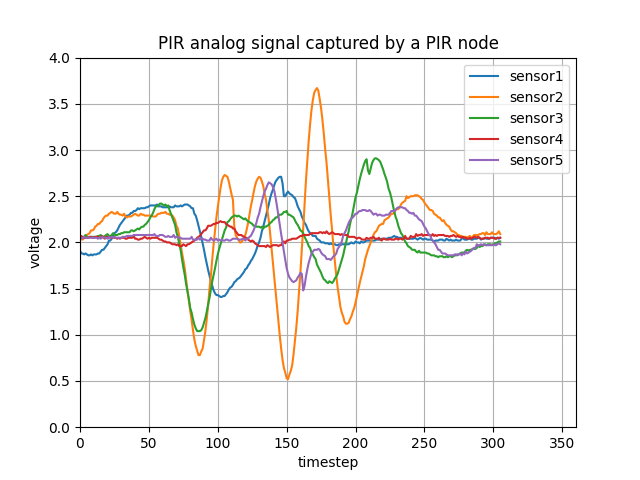 PIR analog signal captured by a PIR node
4.0
3.5
3.0
2.5
2.0
1.5
1.0
0.5
0.0
voltage
sensor1
sensor2
sensor3
sensor4
sensor5
0 50 100 150 200 250 300 350
timestep